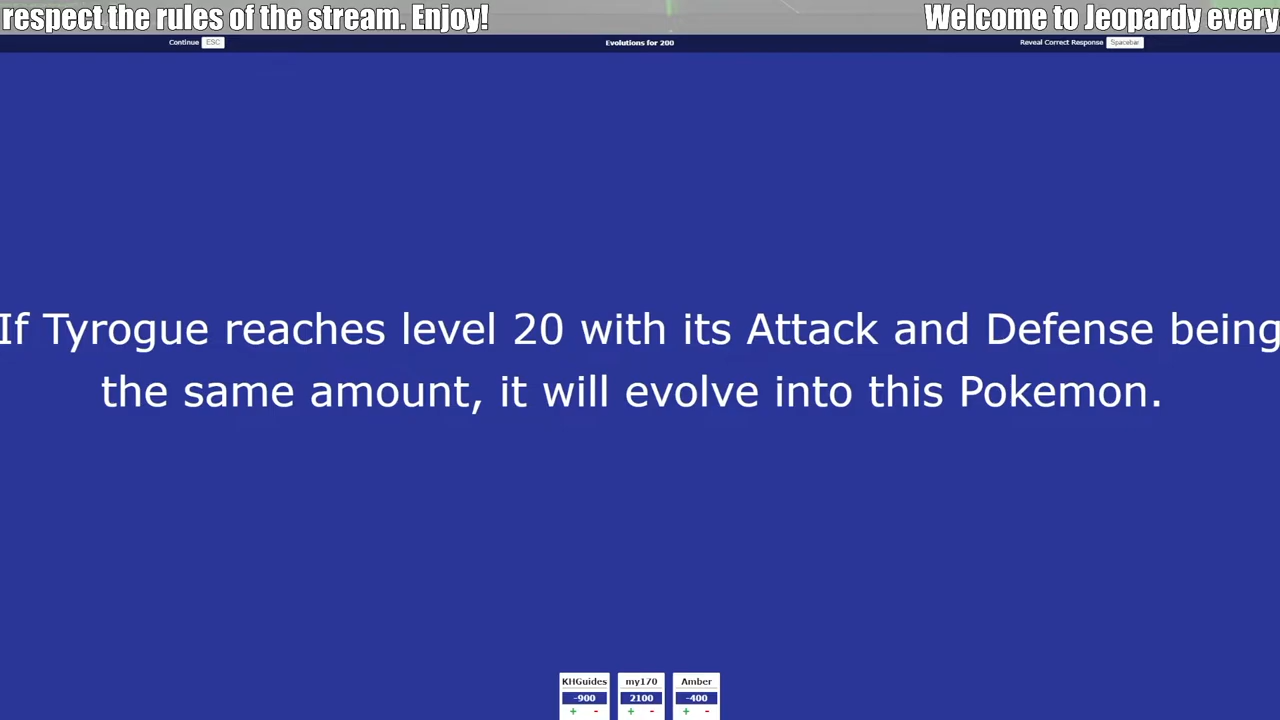 respect the rules of the stream. Enjoy! Welcome to Jeopardy every
Continue ESC Evolutions for 200 Reveal Correct Response Spacebar
If Tyrogue reaches level 20 with its Attack and Defense being
the same amount, it will evolve into this Pokemon.
KHGuides my170 Amber
-900 2100 -400
+ - + - + -